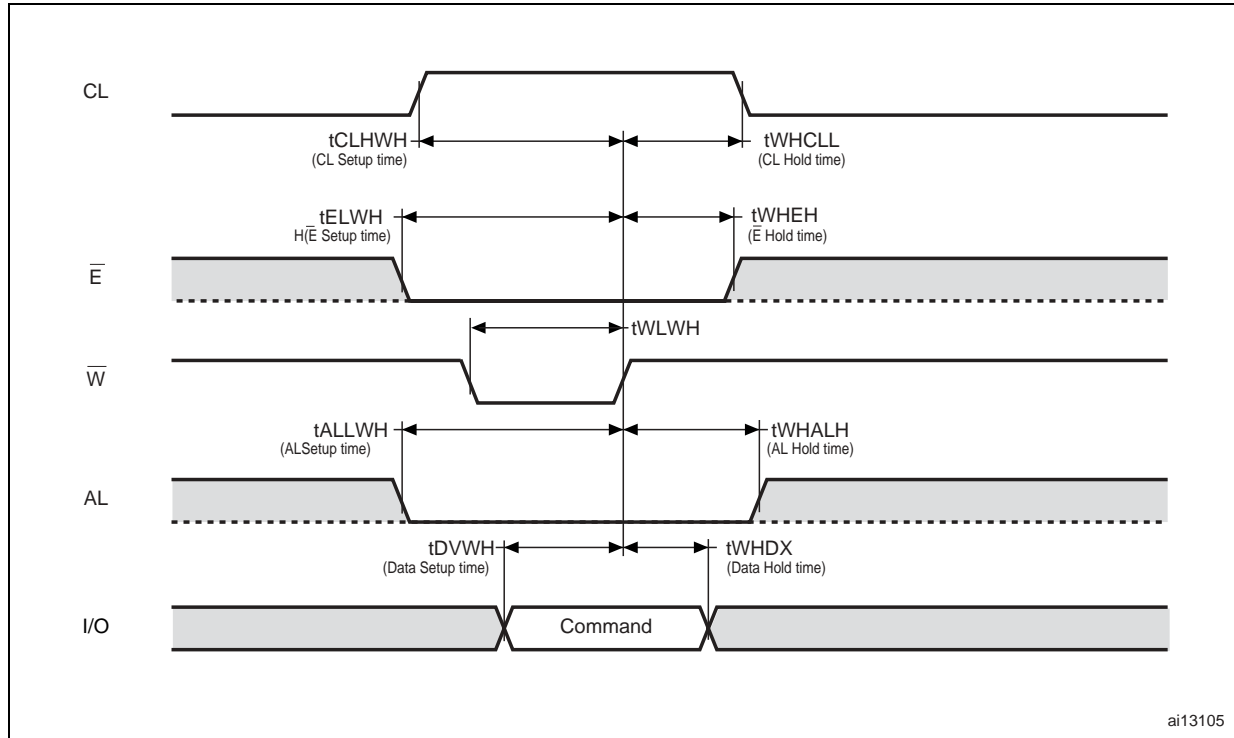 CL
tCLHWH
(CL Setup time)
tWHCLL
(CL Hold time)
tELWH
H(E̅ Setup time)
tWHEH
(E̅ Hold time)
E̅
tWLWH
W̅
tALLWH
(ALSetup time)
tWHALH
(AL Hold time)
AL
tDVWH
(Data Setup time)
tWHDX
(Data Hold time)
I/O
Command
ai13105